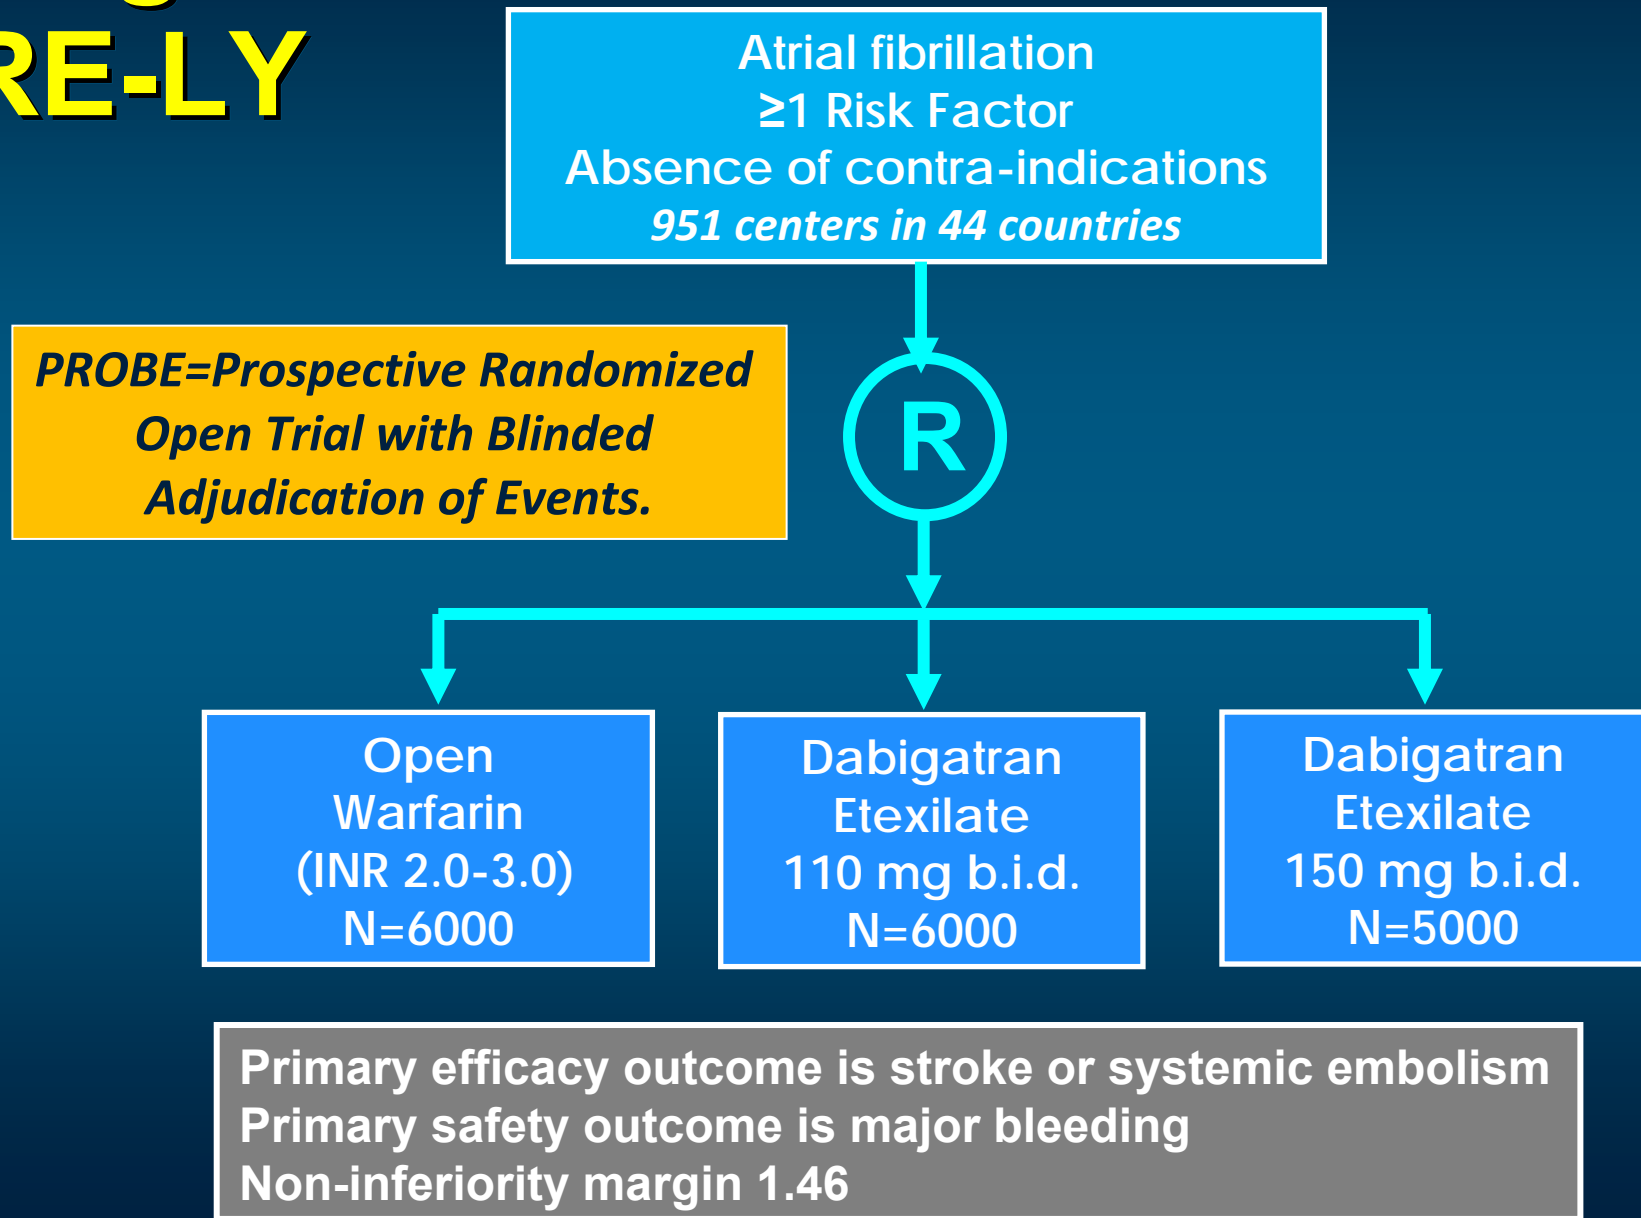 RE-LY
Atrial fibrillation
≥1 Risk Factor
Absence of contra-indications
951 centers in 44 countries
PROBE=Prospective Randomized
Open Trial with Blinded
Adjudication of Events.
R
Open
Warfarin
(INR 2.0-3.0)
N=6000
Dabigatran
Etexilate
110 mg b.i.d.
N=6000
Dabigatran
Etexilate
150 mg b.i.d.
N=5000
Primary efficacy outcome is stroke or systemic embolism
Primary safety outcome is major bleeding
Non-inferiority margin 1.46